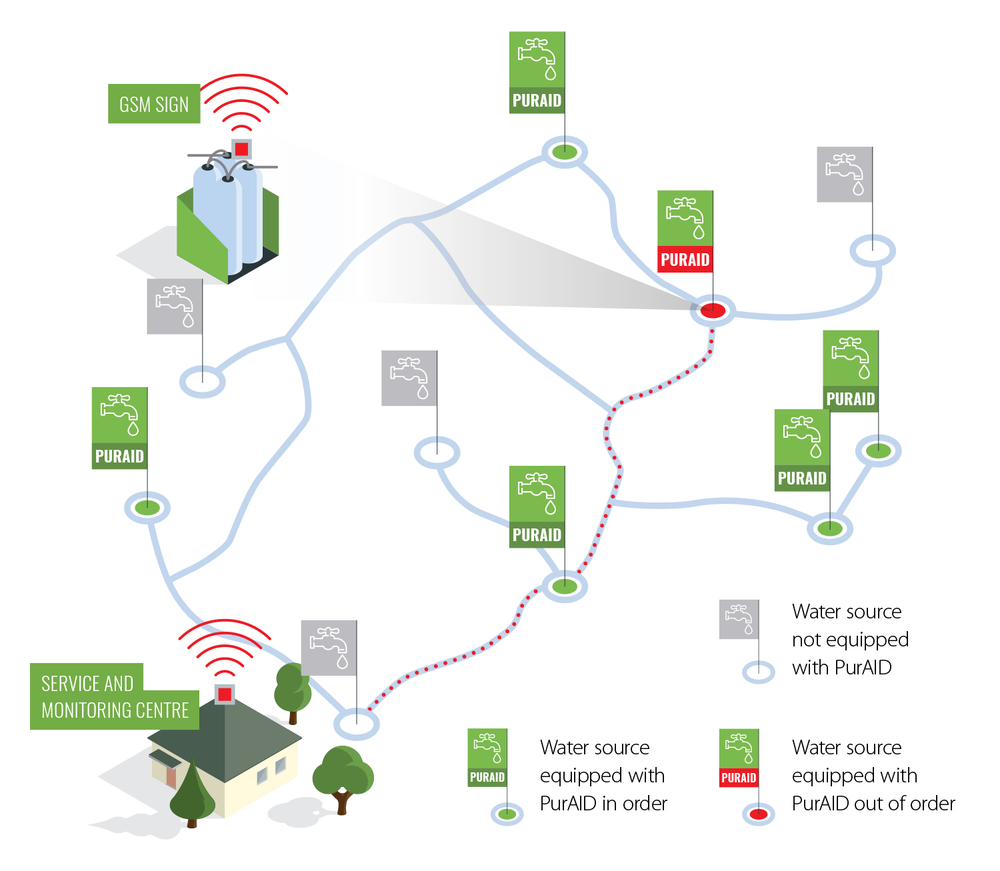 PURAID
GSM SIGN
PURAID
PURAID
PURAID
PURAID
PURAID
PURAID
Water source
not equipped
with PurAID
SERVICE AND
MONITORING CENTRE
Water source
equipped with
PurAID in order
PURAID
Water source
equipped with
PurAID out of order
PURAID